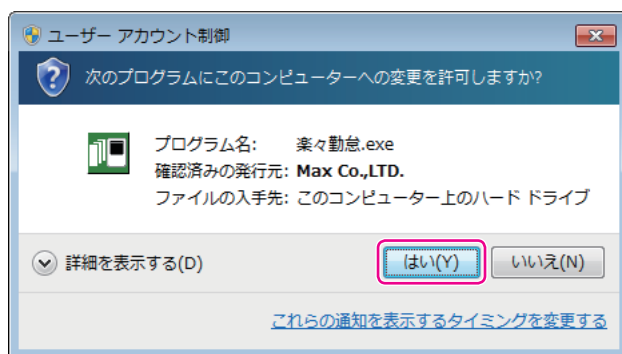 ユーザー アカウント制御
次のプログラムにこのコンピューターへの変更を許可しますか?
プログラム名: 楽々勤怠.exe
確認済みの発行元: Max Co.,LTD.
ファイルの入手先: このコンピューター上のハード ドライブ
詳細を表示する(D) はい(Y) いいえ(N)
これらの通知を表示するタイミングを変更する